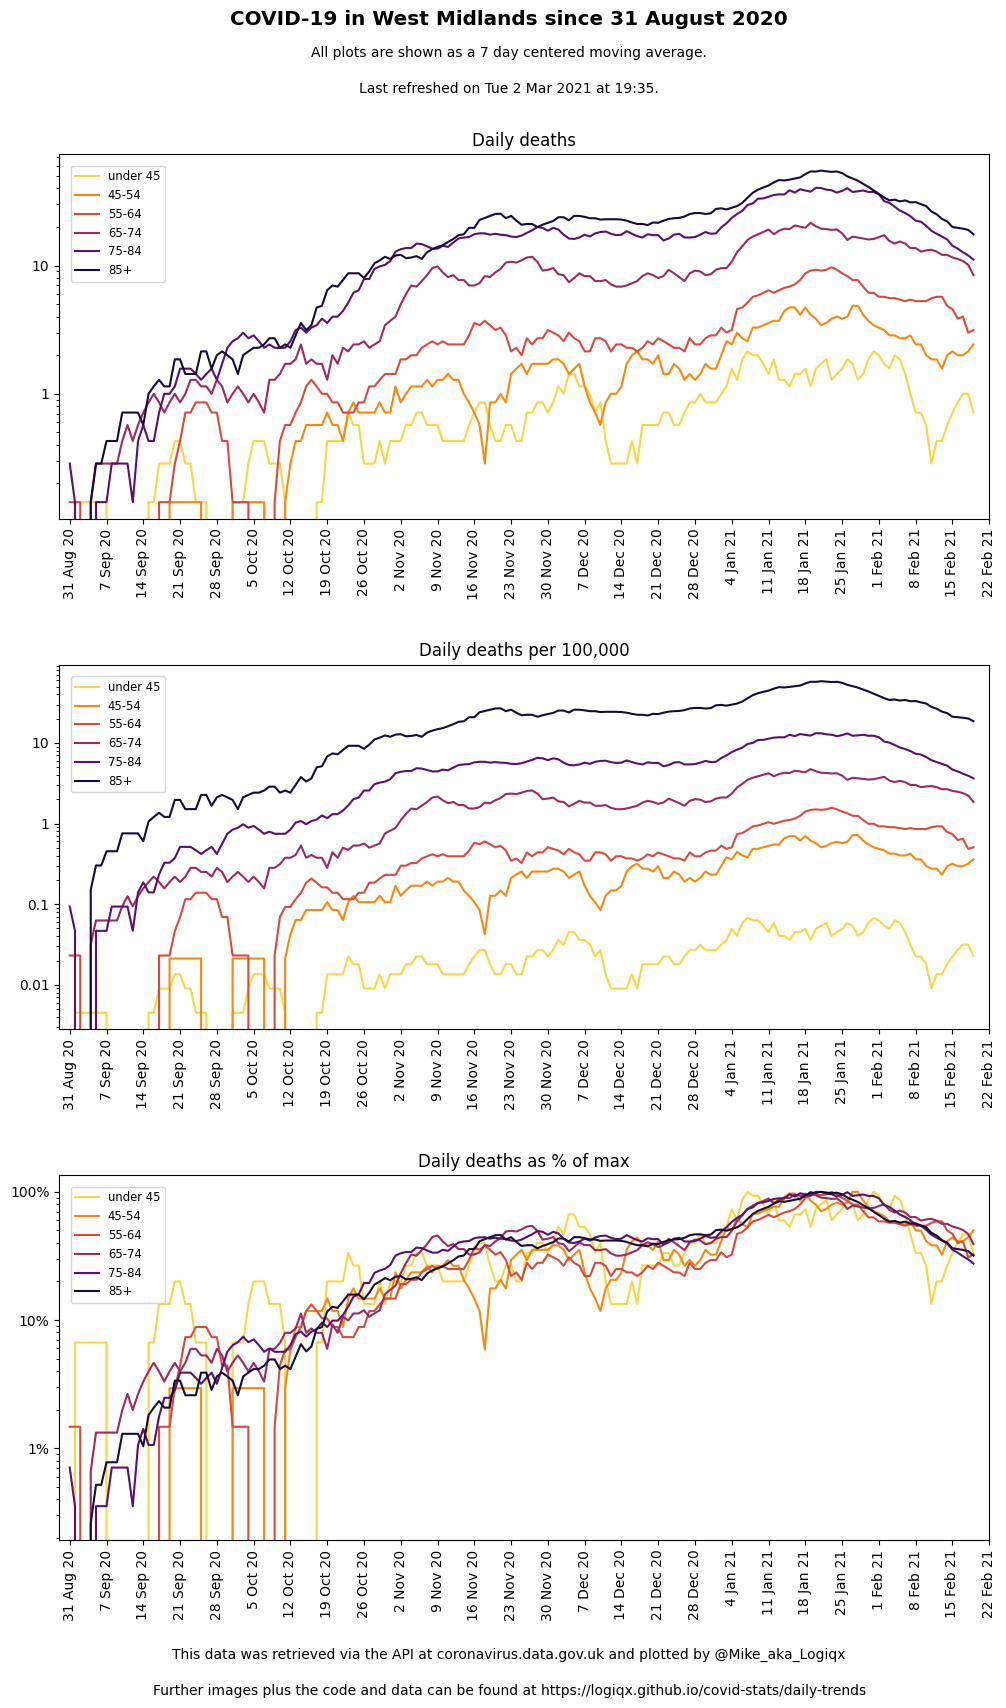 COVID-19 in West Midlands since 31 August 2020
All plots are shown as a 7 day centered moving average.
Last refreshed on Tue 2 Mar 2021 at 19:35.
Daily deaths
under 45
45-54
55-64
65-74
75-84
85+
10
1
31 Aug 20
7 Sep 20
14 Sep 20
21 Sep 20
28 Sep 20
5 Oct 20
12 Oct 20
19 Oct 20
26 Oct 20
2 Nov 20
9 Nov 20
16 Nov 20
23 Nov 20
30 Nov 20
7 Dec 20
14 Dec 20
21 Dec 20
28 Dec 20
4 Jan 21
11 Jan 21
18 Jan 21
25 Jan 21
1 Feb 21
8 Feb 21
15 Feb 21
22 Feb 21
Daily deaths per 100,000
under 45
45-54
55-64
65-74
75-84
85+
10
1
0.1
0.01
31 Aug 20
7 Sep 20
14 Sep 20
21 Sep 20
28 Sep 20
5 Oct 20
12 Oct 20
19 Oct 20
26 Oct 20
2 Nov 20
9 Nov 20
16 Nov 20
23 Nov 20
30 Nov 20
7 Dec 20
14 Dec 20
21 Dec 20
28 Dec 20
4 Jan 21
11 Jan 21
18 Jan 21
25 Jan 21
1 Feb 21
8 Feb 21
15 Feb 21
22 Feb 21
Daily deaths as % of max
under 45
45-54
55-64
65-74
75-84
85+
100%
10%
1%
31 Aug 20
7 Sep 20
14 Sep 20
21 Sep 20
28 Sep 20
5 Oct 20
12 Oct 20
19 Oct 20
26 Oct 20
2 Nov 20
9 Nov 20
16 Nov 20
23 Nov 20
30 Nov 20
7 Dec 20
14 Dec 20
21 Dec 20
28 Dec 20
4 Jan 21
11 Jan 21
18 Jan 21
25 Jan 21
1 Feb 21
8 Feb 21
15 Feb 21
22 Feb 21
This data was retrieved via the API at coronavirus.data.gov.uk and plotted by @Mike_aka_Logiqx
Further images plus the code and data can be found at https://logiqx.github.io/covid-stats/daily-trends